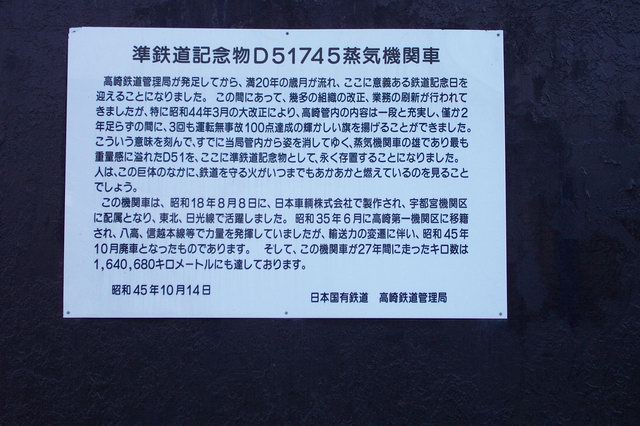 準鉄道記念物D51745蒸気機関車
高崎鉄道管理局が発足してから、満20年の歳月が流れ、ここに意義ある鉄道記念日を
迎えることになりました。この間にあって、幾多の組織の改正、業務の刷新が行われて
きましたが、特に昭和44年3月の大改正により、高崎管内の内容は一段と充実し、僅か2
年足らずの間に、3回も運転無事故100点達成の輝かしい旗を揚げることができました。
こういう意味を刻んで、すでに当局管内から姿を消してゆく、蒸気機関車の雄であり最も
重量感に溢れたD51を、ここに準鉄道記念物として、永く存置することになりました。
人は、この巨体のなかに、鉄道を守る火がいつまでもあかあかと燃えているのを見ること
でしょう。
この機関車は、昭和18年8月8日に、日本車輌株式会社で製作され、宇都宮機関区
に配属となり、東北、日光線で活躍しました。昭和35年6月に高崎第一機関区に移籍
され、八高、信越本線等で力量を発揮していましたが、輸送力の変遷に伴い、昭和45年
10月廃車となったものであります。そして、この機関車が27年間に走ったキロ数は
1,640,680キロメートルにも達しております。
昭和45年10月14日
日本国有鉄道 高崎鉄道管理局